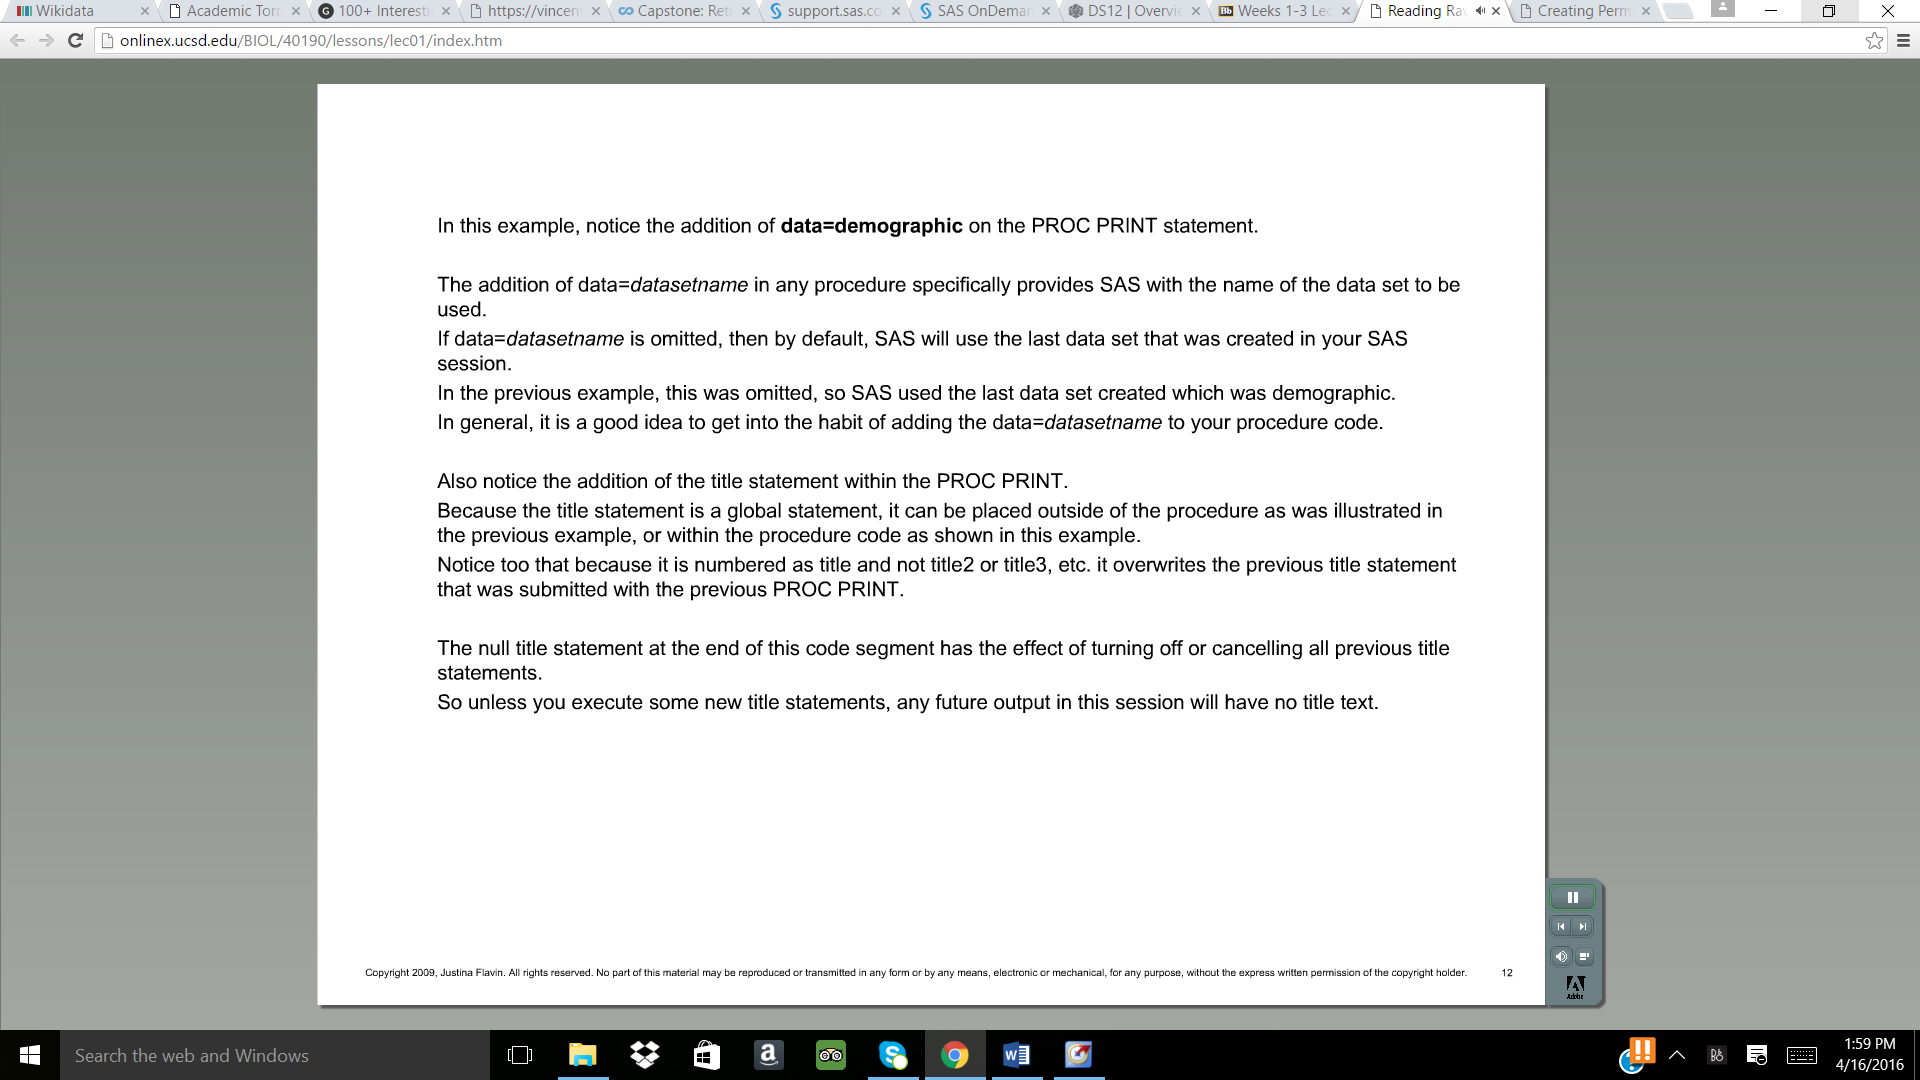 Wikidata
Academic Torr
100+ Interesti
https://vincent
Capstone: Ret
support.sas.co
SAS OnDeman
DS12 | Overvie
Bb Weeks 1-3 Lec
Reading Ra
Creating Perm
onlinex.ucsd.edu/BIOL/40190/lessons/lec01/index.htm
In this example, notice the addition of data=demographic on the PROC PRINT statement.
The addition of data=datasetname in any procedure specifically provides SAS with the name of the data set to be
used.
If data=datasetname is omitted, then by default, SAS will use the last data set that was created in your SAS
session.
In the previous example, this was omitted, so SAS used the last data set created which was demographic.
In general, it is a good idea to get into the habit of adding the data=datasetname to your procedure code.
Also notice the addition of the title statement within the PROC PRINT.
Because the title statement is a global statement, it can be placed outside of the procedure as was illustrated in
the previous example, or within the procedure code as shown in this example.
Notice too that because it is numbered as title and not title2 or title3, etc. it overwrites the previous title statement
that was submitted with the previous PROC PRINT.
The null title statement at the end of this code segment has the effect of turning off or cancelling all previous title
statements.
So unless you execute some new title statements, any future output in this session will have no title text.
Copyright 2009, Justina Flavin. All rights reserved. No part of this material may be reproduced or transmitted in any form or by any means, electronic or mechanical, for any purpose, without the express written permission of the copyright holder. 12
Adobe
Search the web and Windows
1:59 PM
4/16/2016